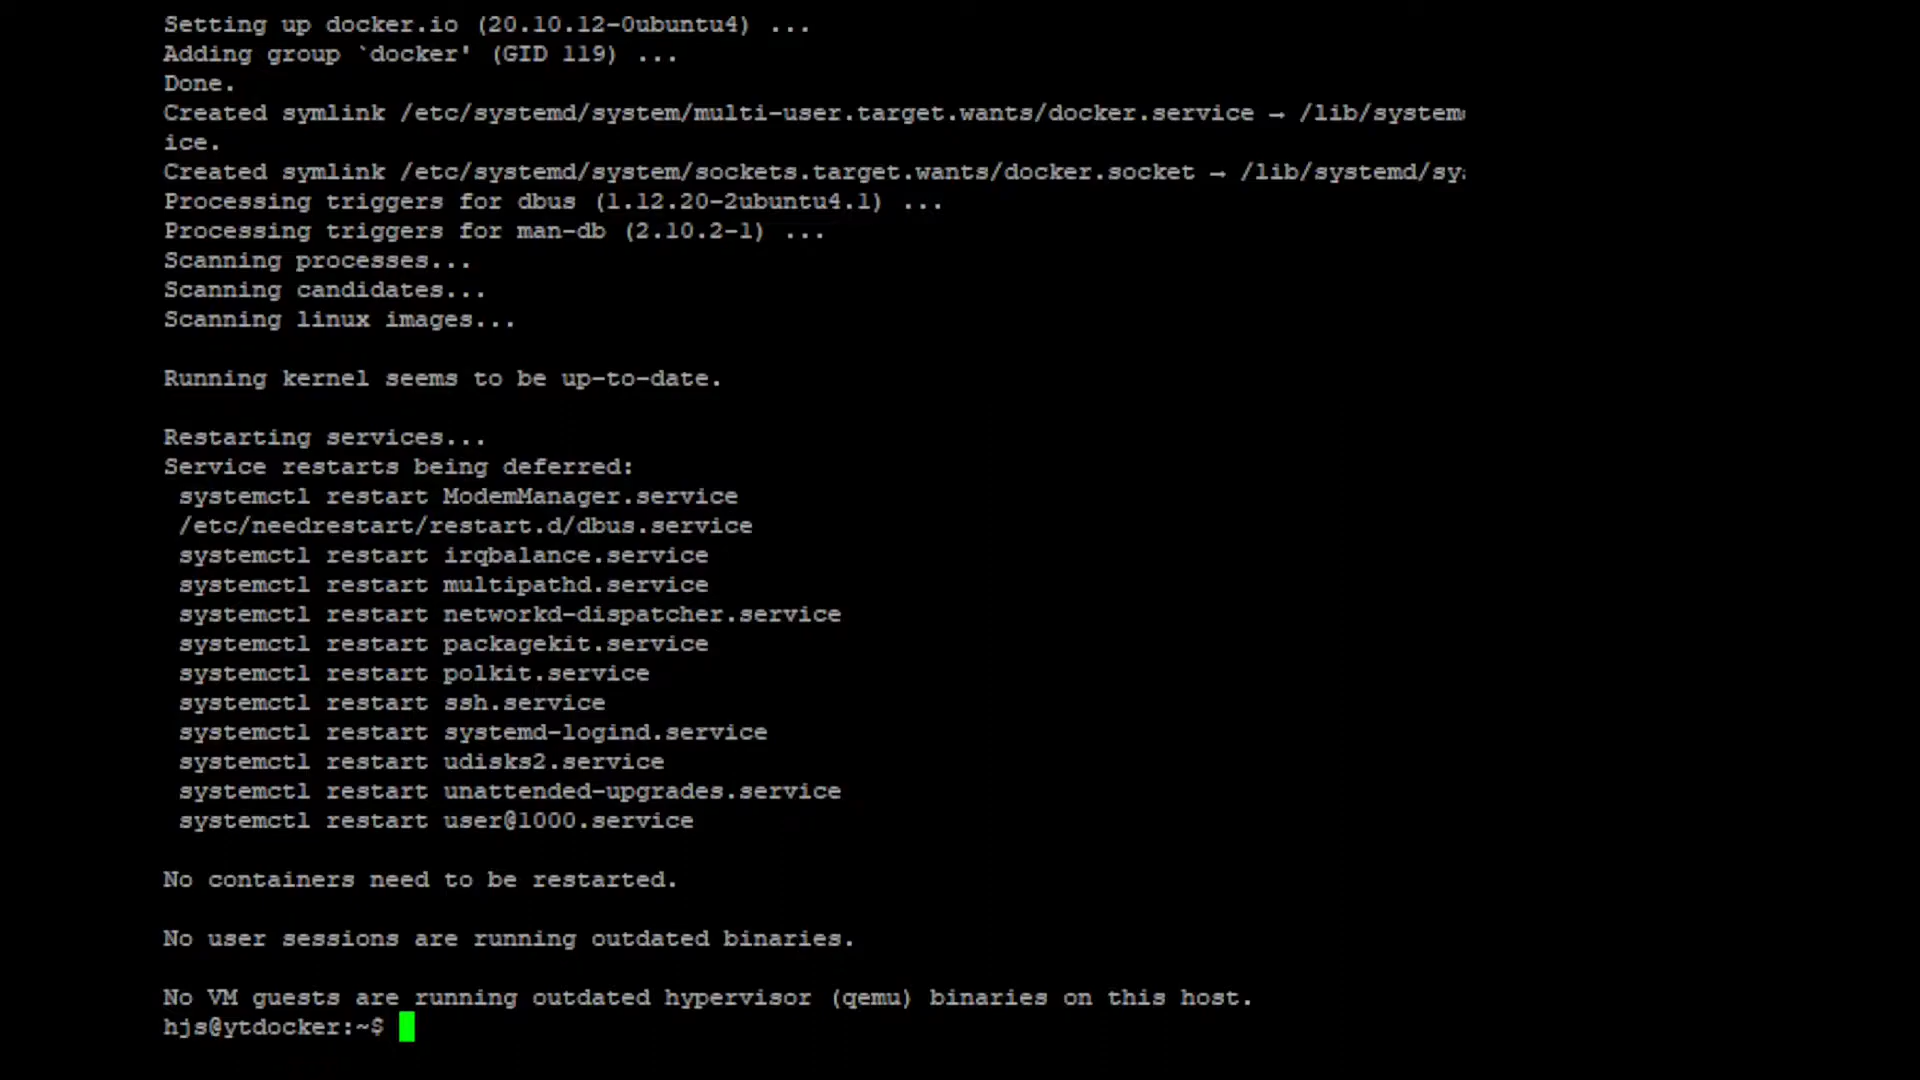 Setting up docker.io (20.10.12-0ubuntu4) ...
Adding group `docker' (GID 119) ...
Done.
Created symlink /etc/systemd/system/multi-user.target.wants/docker.service → /lib/system
ice.
Created symlink /etc/systemd/system/sockets.target.wants/docker.socket → /lib/systemd/sy
Processing triggers for dbus (1.12.20-2ubuntu4.1) ...
Processing triggers for man-db (2.10.2-1) ...
Scanning processes...
Scanning candidates...
Scanning linux images...
Running kernel seems to be up-to-date.
Restarting services...
Service restarts being deferred:
systemctl restart ModemManager.service
/etc/needrestart/restart.d/dbus.service
systemctl restart irqbalance.service
systemctl restart multipathd.service
systemctl restart networkd-dispatcher.service
systemctl restart packagekit.service
systemctl restart polkit.service
systemctl restart ssh.service
systemctl restart systemd-logind.service
systemctl restart udisks2.service
systemctl restart unattended-upgrades.service
systemctl restart user@1000.service
No containers need to be restarted.
No user sessions are running outdated binaries.
No VM guests are running outdated hypervisor (qemu) binaries on this host.
hjs@ytdocker:~$